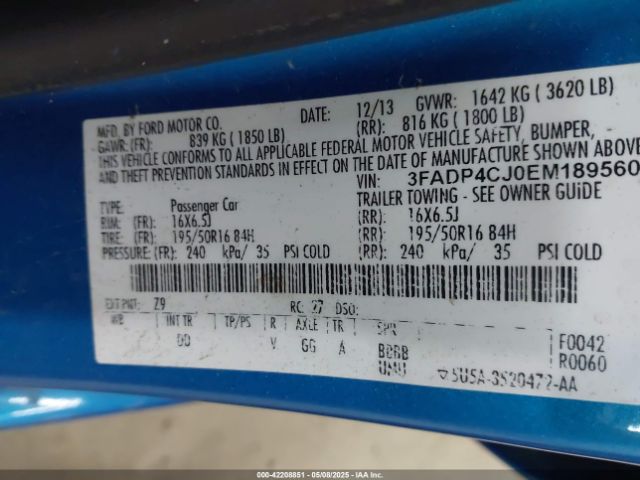 MFD. BY FORD MOTOR CO. DATE: 12/13 GVWR: 1642 KG ( 3620 LB)
GAWR: (FR): 839 KG ( 1850 LB) (RR): 816 KG ( 1800 LB)
THIS VEHICLE CONFORMS TO ALL APPLICABLE FEDERAL MOTOR VEHICLE SAFETY, BUMPER,
AND THEFT PREVENTION STANDARDS IN EFFECT ON THE DATE OF MANUFACTURE SHOWN ABOVE
VIN: 3FADP4CJ0EM189560
TYPE: Passenger Car TRAILER TOWING - SEE OWNER GUIDE
RIM: (FR): 16X6.5J (RR): 16X6.5J
TIRE: (FR): 195/50R16 84H (RR): 195/50R16 84H
PRESSURE: (FR): 240 kPa/ 35 PSI COLD (RR): 240 kPa/ 35 PSI COLD
EXT PNT: Z9 RC: 27 DSO:
WB INT TR TP/PS R AXLE TR SPR F0042
DD V GG A R0060
UMU 5U5A-3520472-AA
000-42208851 - 05/08/2025 - IAAHQCCPLP01